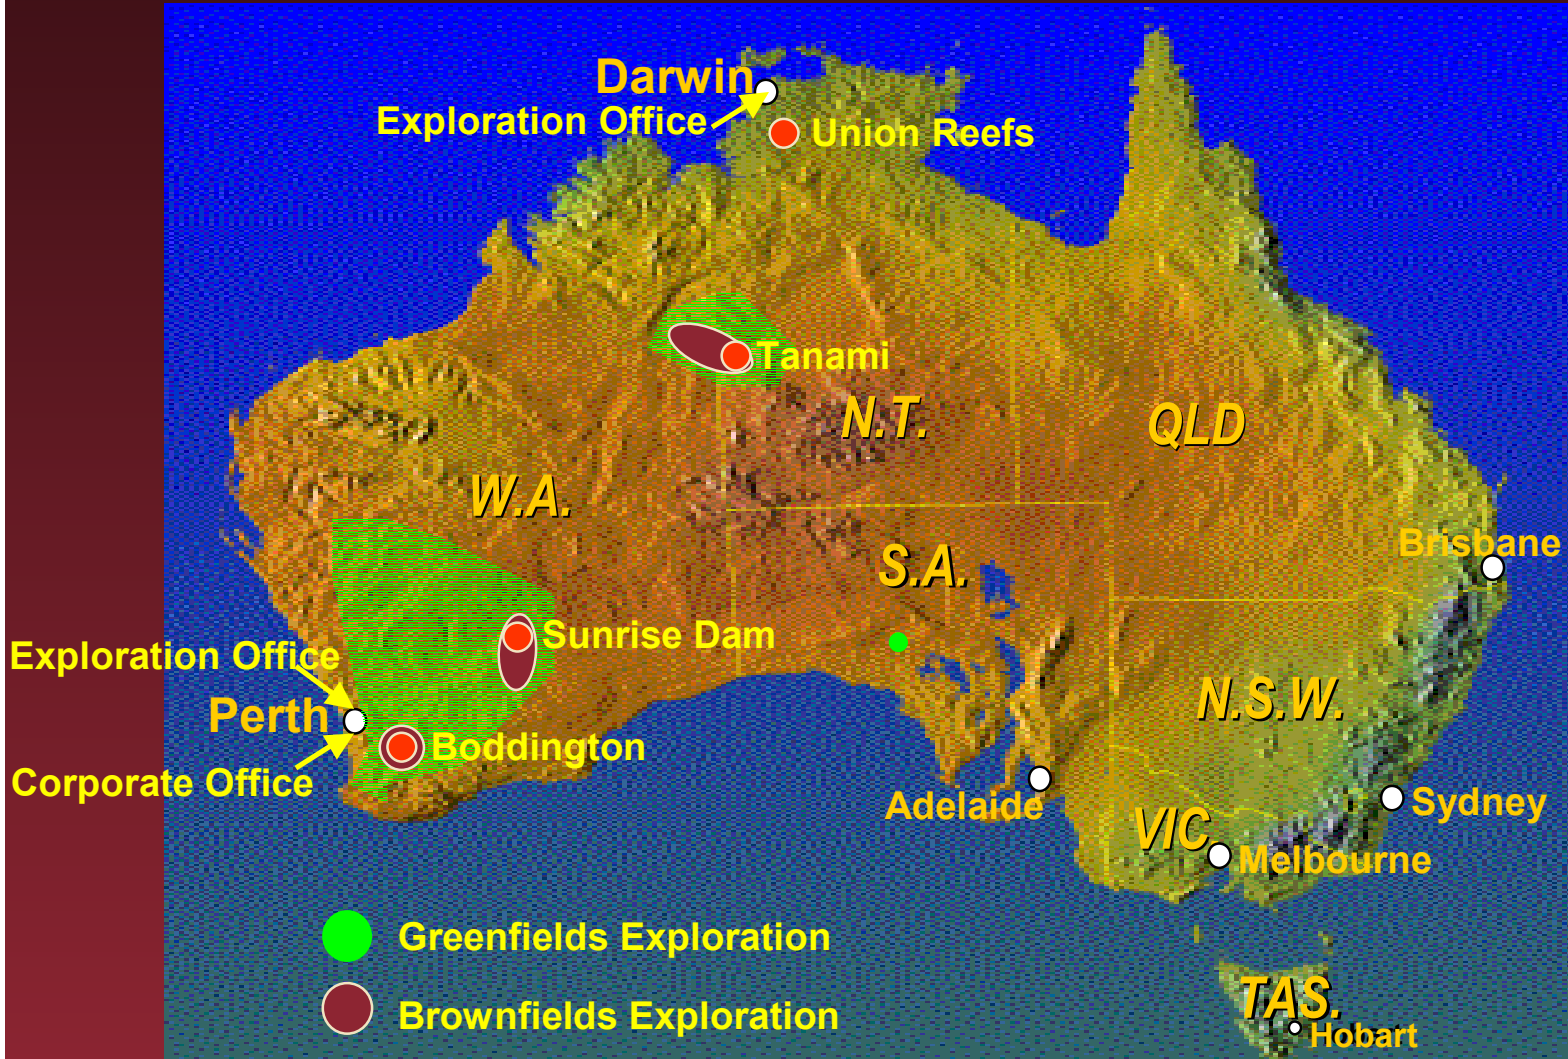 Darwin
Exploration Office
Union Reefs
Tanami
N.T.
QLD
W.A.
Brisbane
S.A.
Sunrise Dam
Exploration Office
N.S.W.
Perth
Boddington
Corporate Office
Adelaide
Sydney
VIC
Melbourne
Greenfields Exploration
TAS.
Brownfields Exploration
Hobart